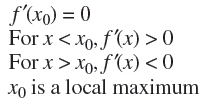 f′(x₀) = 0
For x < x₀, f′(x) > 0
For x > x₀, f′(x) < 0
x₀ is a local maximum